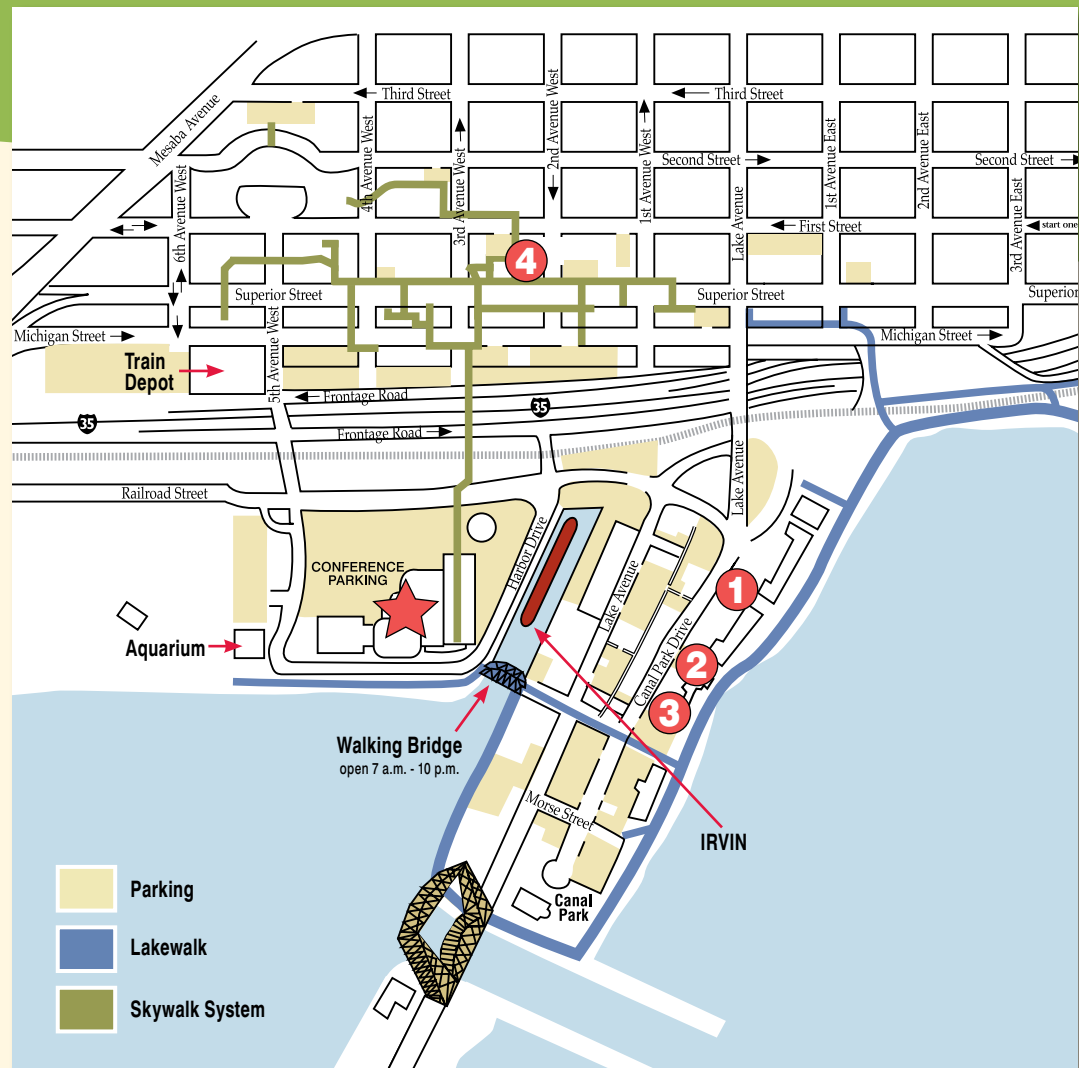 Third Street
Third Street
Mesaba Avenue
4th Avenue West
3rd Avenue West
2nd Avenue West
1st Avenue West
Second Street
1st Avenue East
2nd Avenue East
Second Street
6th Avenue West
Lake Avenue
First Street
3rd Avenue East
start one
4
Superior Street
Superior Street
Superior
Michigan Street
5th Avenue West
Michigan Street
Train
Depot
Frontage Road
35
35
Frontage Road
Lake Avenue
Railroad Street
Harbor Drive
CONFERENCE
PARKING
Lake Avenue
1
Aquarium
Canal Park Drive
2
3
Walking Bridge
open 7 a.m. - 10 p.m.
Morse Street
IRVIN
Canal
Park
Parking
Lakewalk
Skywalk System